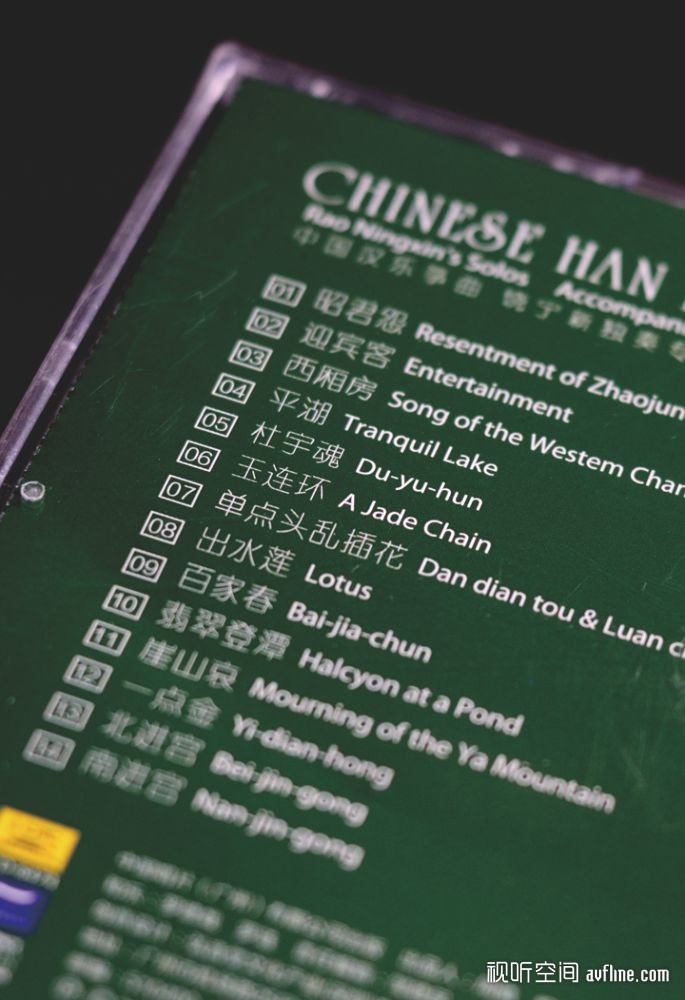 CHINESE HAN
Rao Ningxin's Solos Accompan
中国汉乐筝曲 饶宁新独奏专
01 昭君怨 Resentment of Zhaojun
02 迎宾客 Entertainment
03 西厢房 Song of the Westem Cham
04 平湖 Tranquil Lake
05 杜宇魂 Du-yu-hun
06 玉连环 A Jade Chain
07 单点头乱插花 Dan dian tou & Luan c
08 出水莲 Lotus
09 百家春 Bai-jia-chun
10 翡翠登潭 Halcyon at a Pond
11 崖山哀 Mourning of the Ya Mountain
12 一点金 Yi-dian-hong
13 北进宫 Bei-jin-gong
14 南进宫 Nan-jin-gong
视听空间 avfline.com